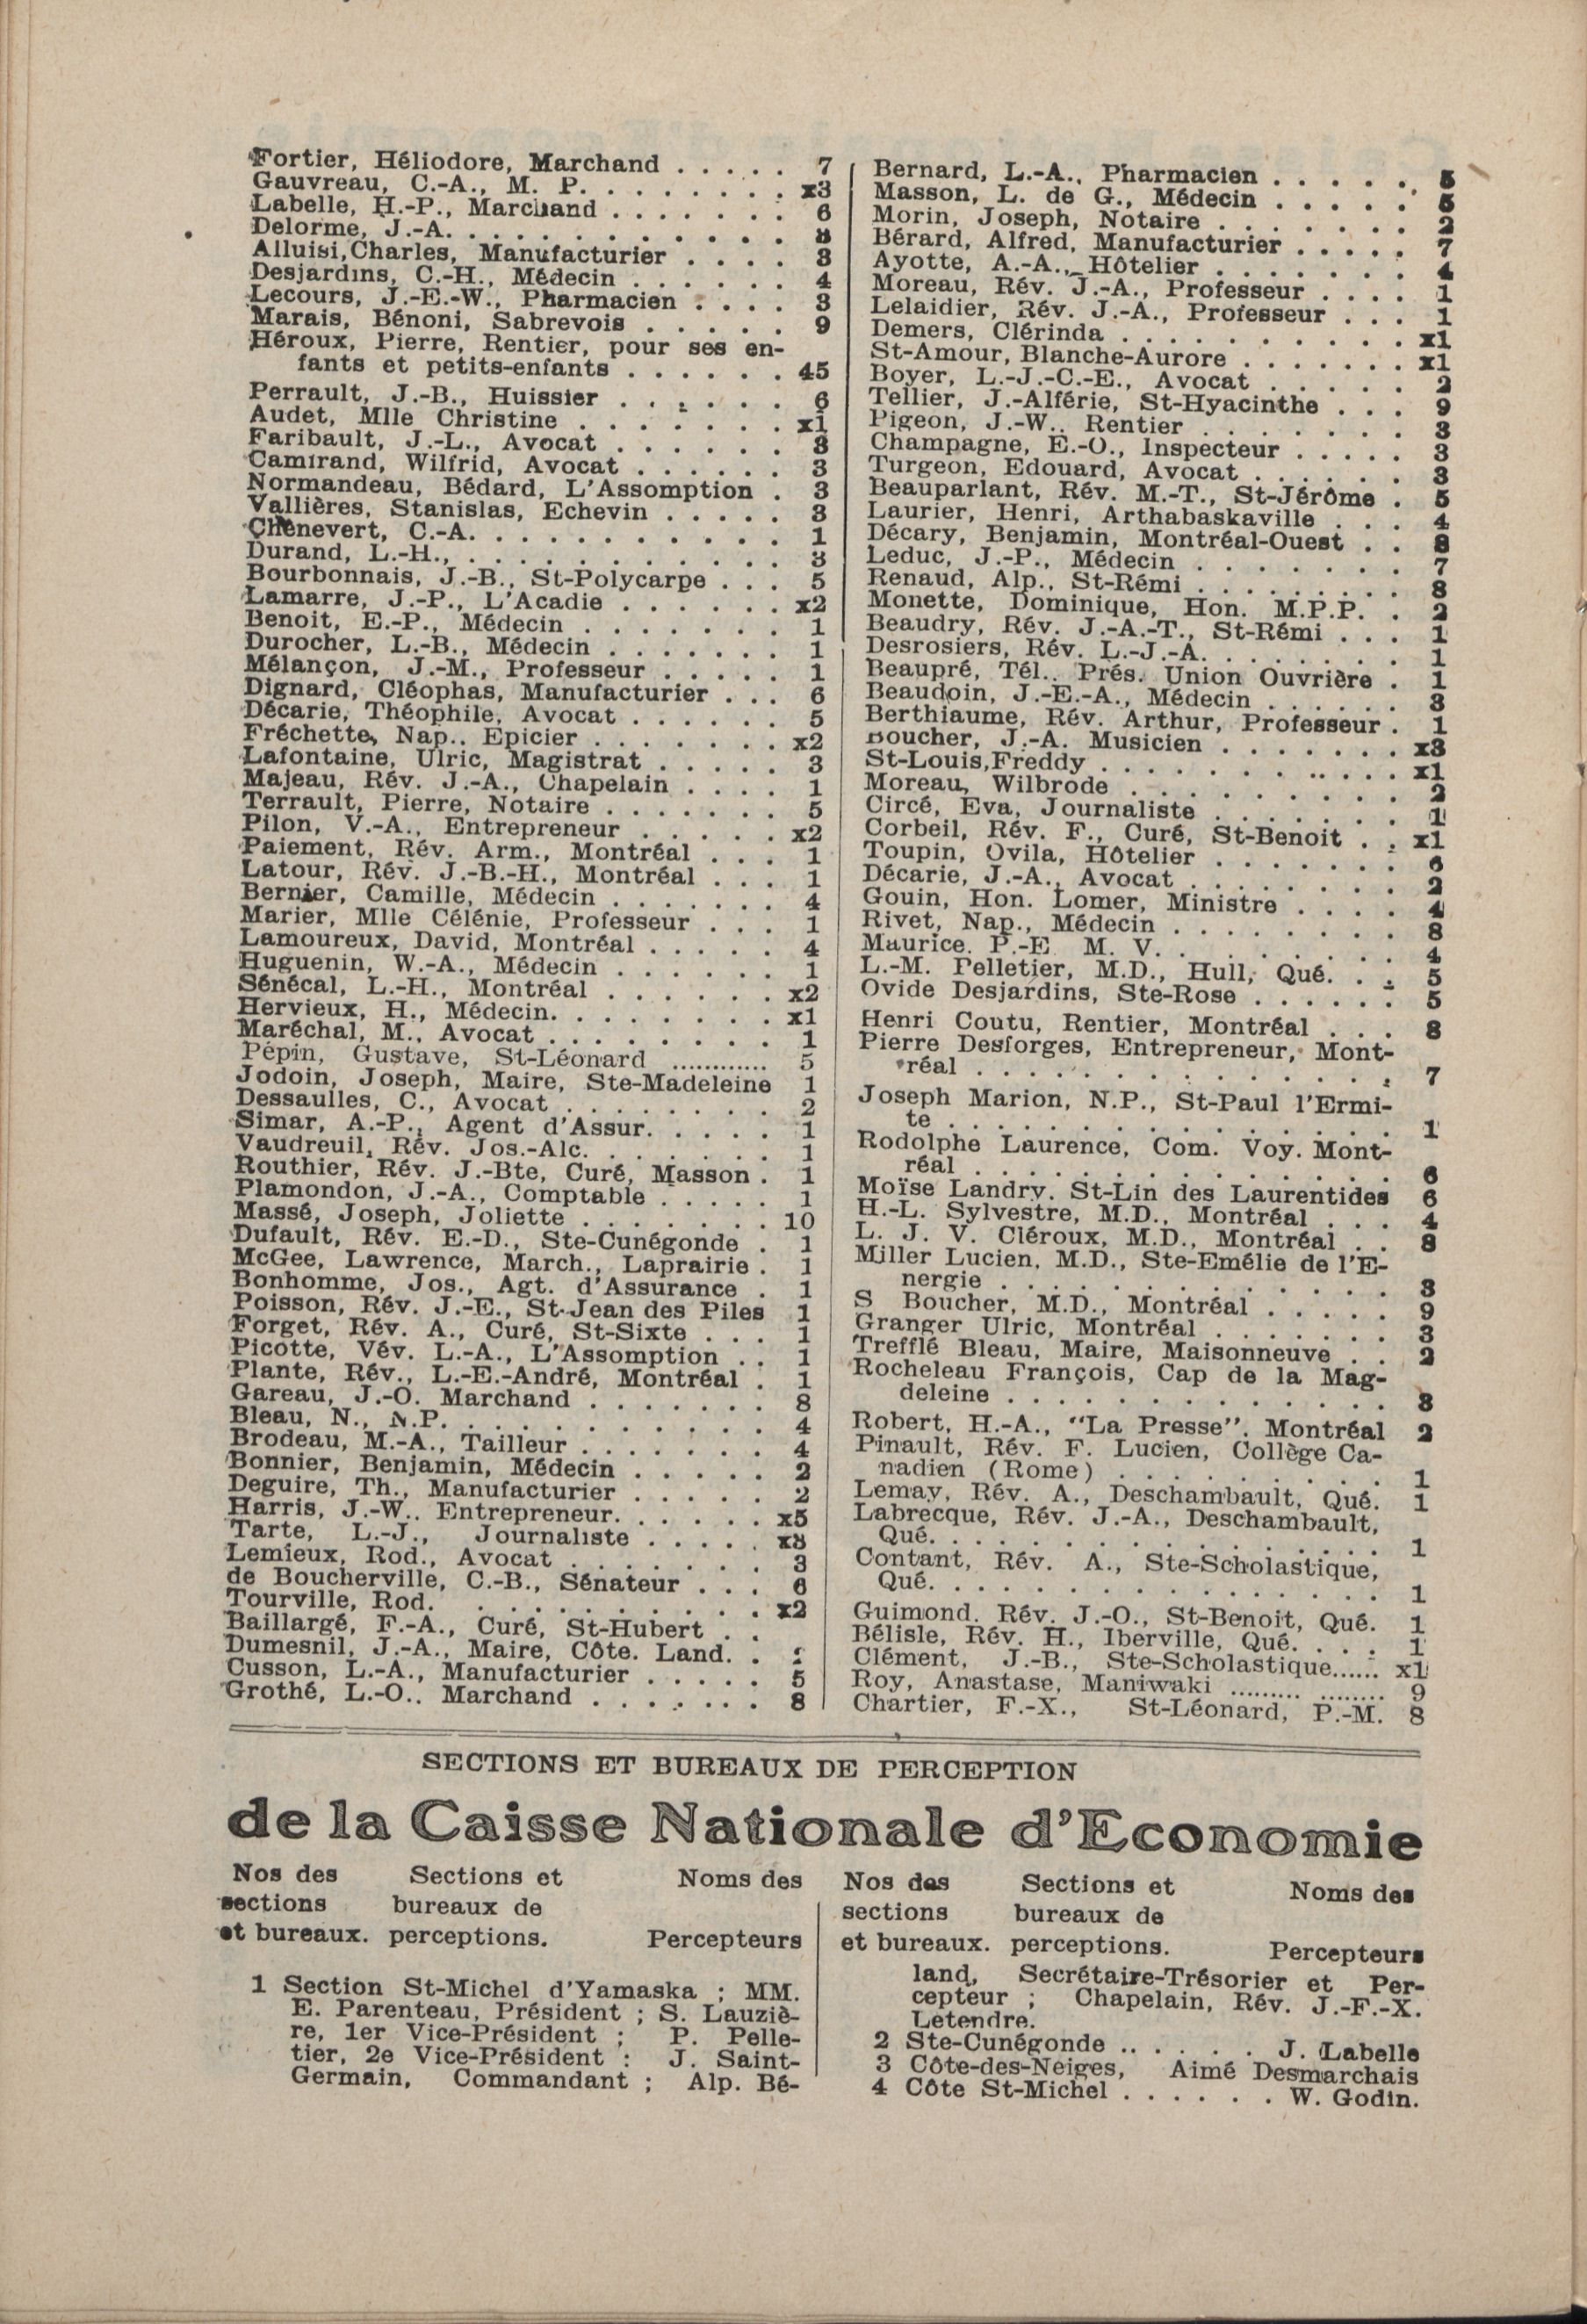 Fortier, Héliodore, Marchand . . . . . 7
Gauvreau, C.-A., M. P. . . . . . . . . x3
Labelle, H.-P., Marchand . . . . . . . 6
Delorme, J.-A. . . . . . . . . . . . .
Alluisi, Charles, Manufacturier . . . . 3
Desjardins, C.-H., Médecin . . . . . . 4
Lecours, J.-E.-W., Pharmacien . . . . 3
Marais, Bénoni, Sabrevois . . . . . 9
Héroux, Pierre, Rentier, pour ses en-
fants et petits-enfants . . . . . . 45
Perrault, J.-B., Huissier . . . . . . 6
Audet, Mlle Christine . . . . . . . x1
Faribault, J.-L., Avocat . . . . . . 3
Camirand, Wilfrid, Avocat . . . . . . 3
Normandeau, Bédard, L'Assomption . 3
Vallières, Stanislas, Echevin . . . . . 3
Chênevert, C.-A. . . . . . . . . . . 1
Durand, L.-H., . . . . . . . . . . . 3
Bourbonnais, J.-B., St-Polycarpe . . . 5
Lamarre, J.-P., L'Acadie . . . . . . x2
Benoit, E.-P., Médecin . . . . . . . 1
Durocher, L.-B., Médecin . . . . . . . 1
Mélançon, J.-M., Professeur . . . . . 1
Dignard, Cléophas, Manufacturier . . . 6
Décarie, Théophile, Avocat . . . . . . 5
Fréchette, Nap.. Epicier . . . . . . . x2
Lafontaine, Ulric, Magistrat . . . . . 3
Majeau, Rév. J.-A., Chapelain . . . . 1
Terrault, Pierre, Notaire . . . . . . . 5
Pilon, V.-A., Entrepreneur . . . . . x2
Paiement, Rév. Arm., Montréal . . . 1
Latour, Rév. J.-B.-H., Montréal . . . 1
Bernier, Camille, Médecin . . . . . . . 4
Marier, Mlle Célénie, Professeur . . . 1
Lamoureux, David, Montréal . . . . . 4
Huguenin, W.-A., Médecin . . . . . . 1
Sénécal, L.-H., Montréal . . . . . . x2
Hervieux, H., Médecin. . . . . . . . x1
Maréchal, M., Avocat . . . . . . . . 1
Pépin, Gustave, St-Léonard ............ 5
Jodoin, Joseph, Maire, Ste-Madeleine 1
Dessaulles, C., Avocat . . . . . . . . 2
Simar, A.-P., Agent d'Assur. . . . . . 1
Vaudreuil, Rév. Jos.-Alc. . . . . . . . 1
Routhier, Rév. J.-Bte, Curé, Masson . 1
Plamondon, J.-A., Comptable . . . . . 1
Massé, Joseph, Joliette . . . . . . . . 10
Dufault, Rév. E.-D., Ste-Cunégonde . 1
McGee, Lawrence, March., Laprairie . 1
Bonhomme, Jos., Agt. d'Assurance . 1
Poisson, Rév. J.-E., St-Jean des Piles 1
Forget, Rév. A., Curé, St-Sixte . . . 1
Picotte, Vév. L.-A., L'Assomption . . 1
Plante, Rév., L.-E.-André, Montréal . 1
Gareau, J.-O. Marchand . . . . . . . 8
Bleau, N., N.P. . . . . . . . . . . 4
Brodeau, M.-A., Tailleur . . . . . . . 4
Bonnier, Benjamin, Médecin . . . . . 2
Deguire, Th., Manufacturier . . . . . 2
Harris, J.-W.. Entrepreneur. . . . . . x5
Tarte, L.-J., Journaliste . . . . . x3
Lemieux, Rod., Avocat . . . . . . . 3
de Boucherville, C.-B., Sénateur . . . 6
Tourville, Rod. . . . . . . . . . . x2
Baillargé, F.-A., Curé, St-Hubert . .
Dumesnil, J.-A., Maire, Côte. Land. .
Cusson, L.-A., Manufacturier . . . . . 5
Grothé, L.-O.. Marchand . . . . . . . 8
Bernard, L.-A., Pharmacien . . . . . . 5
Masson, L. de G., Médecin . . . . . 5
Morin, Joseph, Notaire . . . . . . . 2
Bérard, Alfred, Manufacturier . . . . . 7
Ayotte, A.-A., Hôtelier . . . . . . . 4
Moreau, Rév. J.-A., Professeur . . . . 1
Lelaidier, Rév. J.-A., Professeur . . . 1
Demers, Clérinda . . . . . . . . . . x1
St-Amour, Blanche-Aurore . . . . . . . x1
Boyer, L.-J.-C.-E., Avocat . . . . . 2
Tellier, J.-Alférie, St-Hyacinthe . . . 9
Pigeon, J.-W.. Rentier . . . . . . . 3
Champagne, E.-O., Inspecteur . . . . . 3
Turgeon, Edouard, Avocat . . . . . . 3
Beauparlant, Rév. M.-T., St-Jérôme . 5
Laurier, Henri, Arthabaskaville . . . 4
Décary, Benjamin, Montréal-Ouest . . 8
Leduc, J.-P., Médecin . . . . . . . . 7
Renaud, Alp., St-Rémi . . . . . . . . 8
Monette, Dominique, Hon. M.P.P. . 2
Beaudry, Rév. J.-A.-T., St-Rémi . . . 1
Desrosiers, Rév. L.-J.-A. . . . . . . . 1
Beaupré, Tél.. Prés. Union Ouvrière . 1
Beaudoin, J.-E.-A., Médecin . . . . . . 3
Berthiaume, Rév. Arthur, Professeur . 1
Boucher, J.-A. Musicien . . . . . . . x3
St-Louis, Freddy . . . . . . . . . . . x1
Moreau, Wilbrode . . . . . . . . . . 2
Circé, Eva, Journaliste . . . . . . . 1
Corbeil, Rév. F., Curé, St-Benoit . . x1
Toupin, Ovila, Hôtelier . . . . . . . 6
Décarie, J.-A., Avocat . . . . . . . . 2
Gouin, Hon. Lomer, Ministre . . . . 4
Rivet, Nap., Médecin . . . . . . . . 8
Maurice. P.-E M. V. . . . . . . . . 4
L.-M. Pelletier, M.D., Hull, Qué. . . . 5
Ovide Desjardins, Ste-Rose . . . . . . 5
Henri Coutu, Rentier, Montréal . . . 8
Pierre Desforges, Entrepreneur, Mont-
réal . . . . . . . . . . . . . . 7
Joseph Marion, N.P., St-Paul l'Ermi-
te . . . . . . . . . . . . . . . 1
Rodolphe Laurence, Com. Voy. Mont-
réal . . . . . . . . . . . . . . 6
Moïse Landry. St-Lin des Laurentides 6
H.-L. Sylvestre, M.D., Montréal . . . 4
L. J. V. Cléroux, M.D., Montréal . . 8
Miller Lucien, M.D., Ste-Emélie de l'E-
nergie . . . . . . . . . . . . . 3
S Boucher, M.D., Montréal . . . . . 9
Granger Ulric, Montréal . . . . . . . 3
Trefflé Bleau, Maire, Maisonneuve . . 2
Rocheleau François, Cap de la Mag-
deleine . . . . . . . . . . . . . 8
Robert, H.-A., "La Presse". Montréal 2
Pinault, Rév. F. Lucien, Collège Ca-
nadien (Rome) . . . . . . . . . . 1
Lemay, Rév. A., Deschambault, Qué. 1
Labrecque, Rév. J.-A., Deschambault,
Qué. . . . . . . . . . . . . . . 1
Contant, Rév. A., Ste-Scholastique,
Qué. . . . . . . . . . . . . . . 1
Guimond. Rév. J.-O., St-Benoit, Qué. 1
Bélisle, Rév. H., Iberville, Qué. . . . . 1
Clément, J.-B., Ste-Scholastique...... x1
Roy, Anastase, Maniwaki ......... ........ 9
Chartier, F.-X., St-Léonard, P.-M. 8
SECTIONS ET BUREAUX DE PERCEPTION
de la Caisse Nationale d'Economie
Nos des Sections et Noms des
sections bureaux de
et bureaux. perceptions. Percepteurs
1 Section St-Michel d'Yamaska ; MM.
E. Parenteau, Président ; S. Lauziè-
re, 1er Vice-Président ; P. Pelle-
tier, 2e Vice-Président : J. Saint-
Germain, Commandant ; Alp. Bé-
Nos des Sections et Noms des
sections bureaux de
et bureaux. perceptions. Percepteurs
land, Secrétaire-Trésorier et Per-
cepteur ; Chapelain, Rév. J.-F.-X.
Letendre.
2 Ste-Cunégonde .. . . . . J. Labelle
3 Côte-des-Neiges, Aimé Desmarchais
4 Côte St-Michel . . . . . . W. Godin.